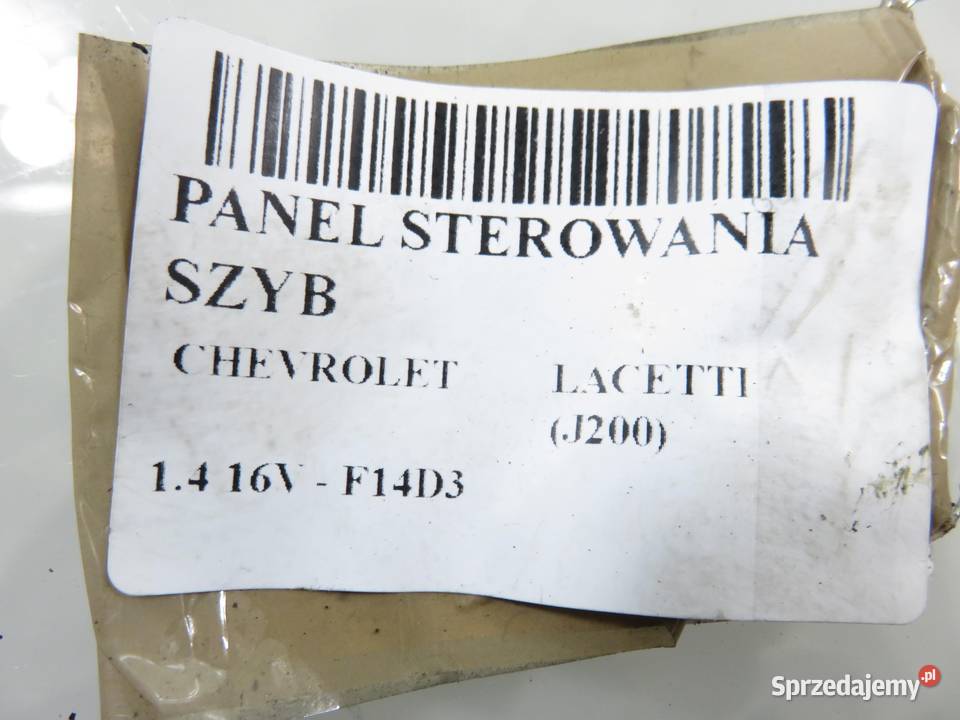 PANEL STEROWANIA
SZYB
CHEVROLET LACETTI
(J200)
1.4 16V - F14D3
Sprzedajemy.pl